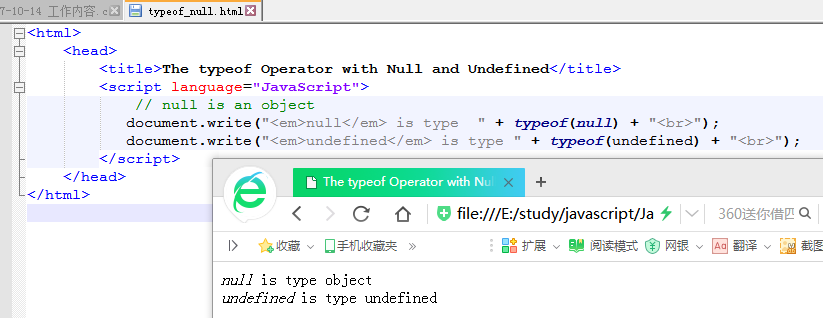 7-10-14 工作内容.c typeof_null.html
<html>
<head>
<title>The typeof Operator with Null and Undefined</title>
<script language="JavaScript">
// null is an object
document.write("<em>null</em> is type  " + typeof(null) + "<br>");
document.write("<em>undefined</em> is type " + typeof(undefined) + "<br>");
</script>
</head>
</html>
The typeof Operator with Nul
file:///E:/study/javascript/Ja 360送你借匹
收藏 手机收藏夹 » 扩展 阅读模式 网银 Aa 翻译 截图
null is type object
undefined is type undefined